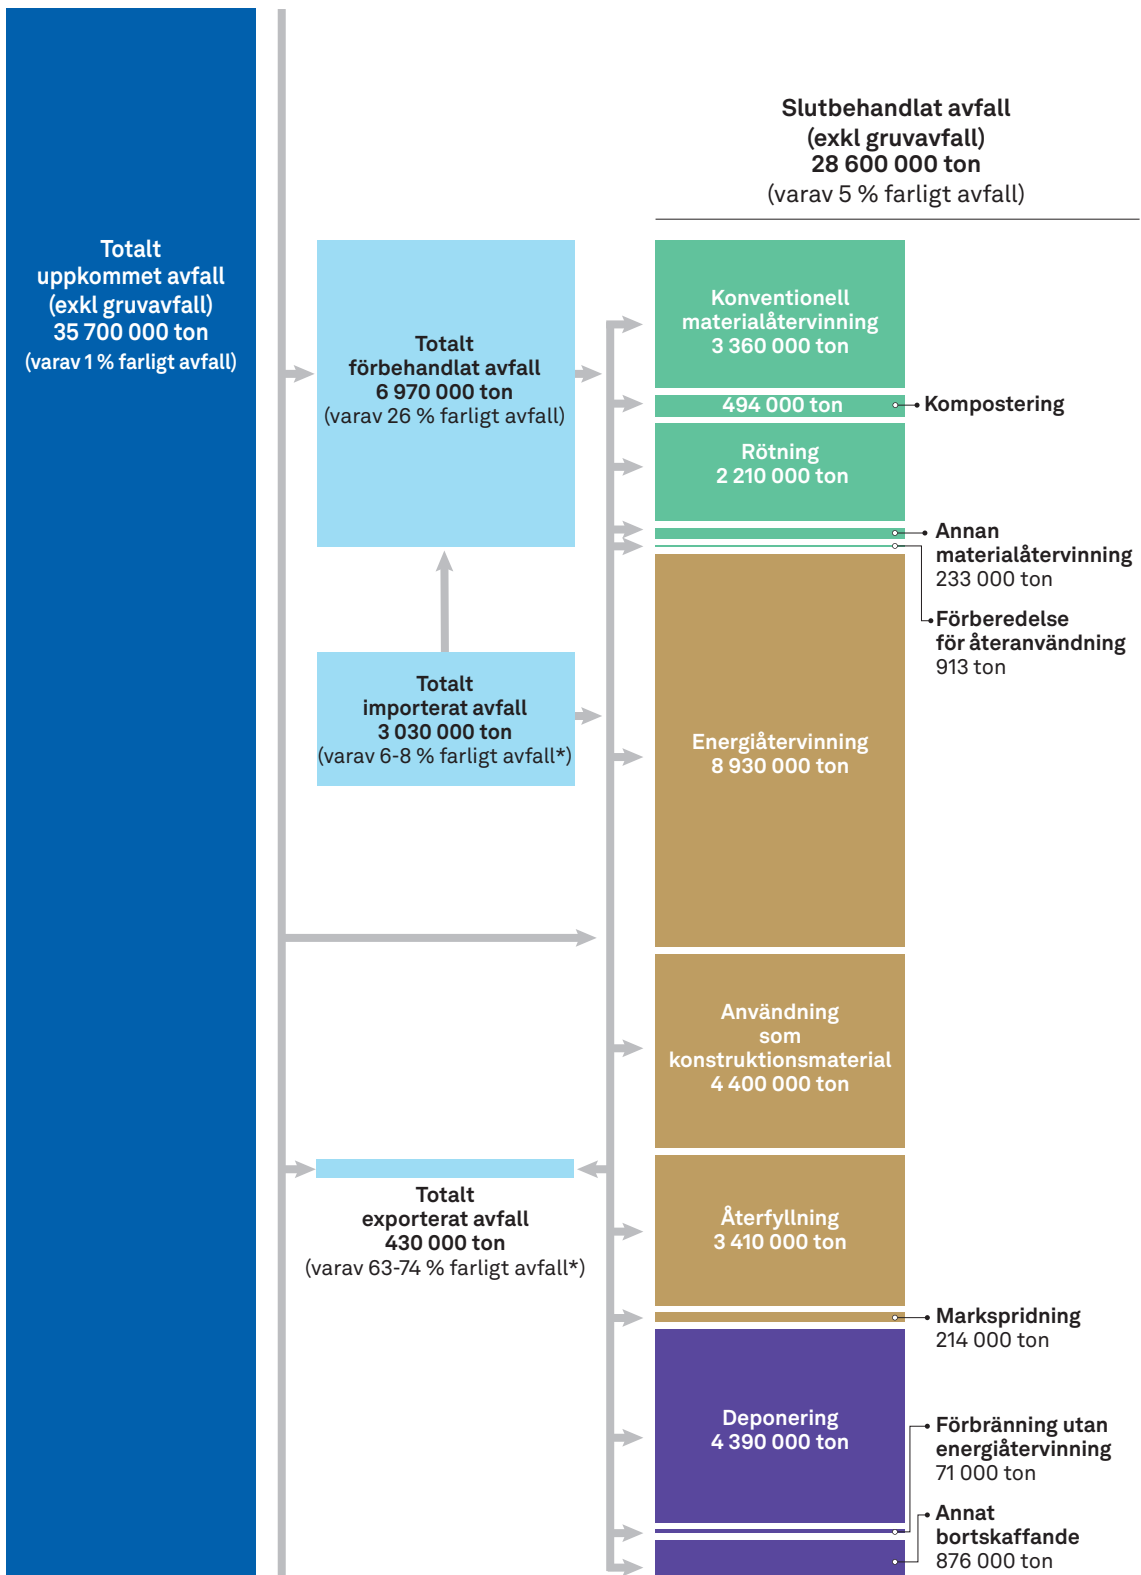 Slutbehandlat avfall
(exkl gruvavfall)
28 600 000 ton
(varav 5 % farligt avfall)
Totalt
uppkommet avfall
(exkl gruvavfall)
35 700 000 ton
(varav 1 % farligt avfall)
Totalt
förbehandlat avfall
6 970 000 ton
(varav 26 % farligt avfall)
Totalt
importerat avfall
3 030 000 ton
(varav 6-8 % farligt avfall*)
Totalt
exporterat avfall
430 000 ton
(varav 63-74 % farligt avfall*)
Konventionell
materialåtervinning
3 360 000 ton
494 000 ton
Kompostering
Rötning
2 210 000 ton
Annan
materialåtervinning
233 000 ton
Förberedelse
för återanvändning
913 ton
Energiåtervinning
8 930 000 ton
Användning
som
konstruktionsmaterial
4 400 000 ton
Återfyllning
3 410 000 ton
Markspridning
214 000 ton
Deponering
4 390 000 ton
Förbränning utan
energiåtervinning
71 000 ton
Annat
bortskaffande
876 000 ton